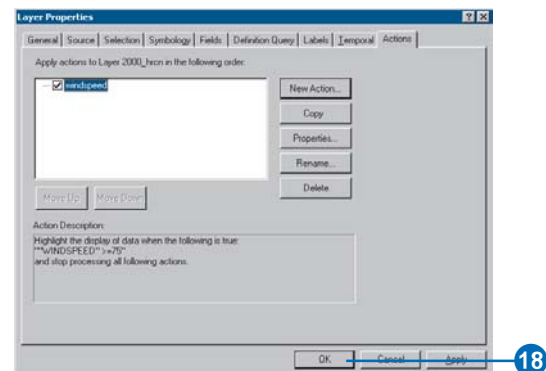 Layer Properties
General Source Selection Symbology Fields Definition Query Labels Temporal Actions
Apply actions to Layer 2000_hrcn in the following order:
windspeed
New Action...
Copy
Properties...
Rename...
Delete
Move Up Move Down
Action Description:
Highlight the display of data when the following is true:
""WINDSPEED" >=75"
and stop processing all following actions.
OK Cancel Apply
18